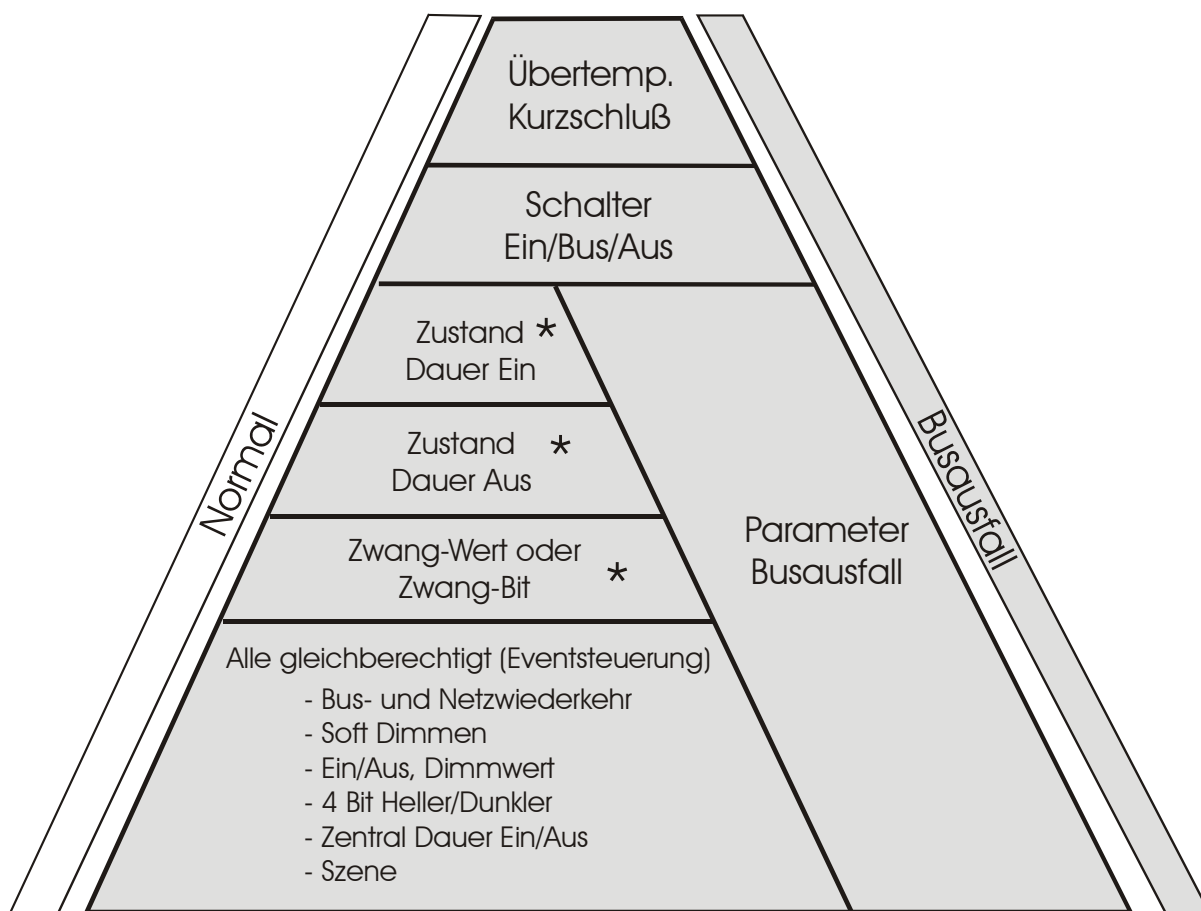 Übertemp.
Kurzschluß
Schalter
Ein/Bus/Aus
Zustand *
Dauer Ein
Zustand *
Dauer Aus
Zwang-Wert oder
Zwang-Bit *
Alle gleichberechtigt (Eventsteuerung)
- Bus- und Netzwiederkehr
- Soft Dimmen
- Ein/Aus, Dimmwert
- 4 Bit Heller/Dunkler
- Zentral Dauer Ein/Aus
- Szene
Parameter
Busausfall
Normal
Busausfall